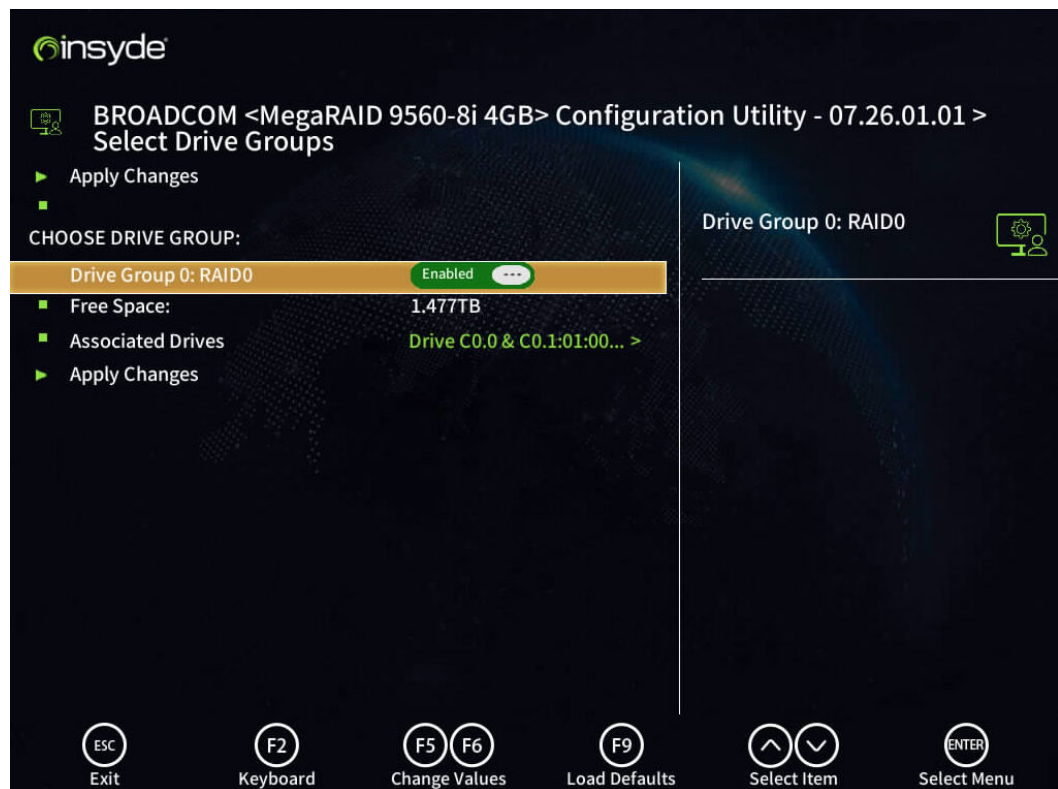 insyde
BROADCOM <MegaRAID 9560-8i 4GB> Configuration Utility - 07.26.01.01 >
Select Drive Groups
Apply Changes
CHOOSE DRIVE GROUP:
Drive Group 0: RAID0 Enabled
Free Space: 1.477TB
Associated Drives Drive C0.0 & C0.1:01:00... >
Apply Changes
Drive Group 0: RAID0
ESC F2 F5 F6 F9 ENTER
Exit Keyboard Change Values Load Defaults Select Item Select Menu